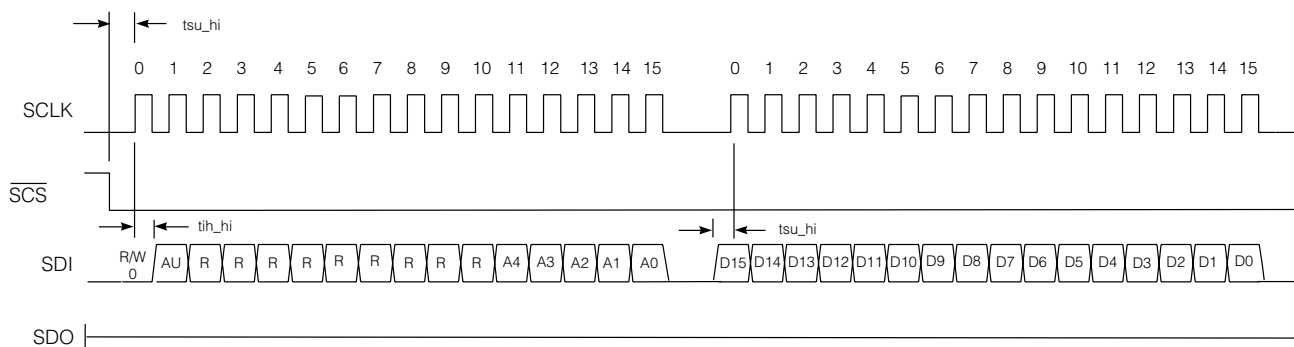 tsu_hi
0 1 2 3 4 5 6 7 8 9 10 11 12 13 14 15 0 1 2 3 4 5 6 7 8 9 10 11 12 13 14 15
SCLK
SCS
tih_hi tsu_hi
SDI R/W 0 AU R R R R R R R R R A4 A3 A2 A1 A0 D15 D14 D13 D12 D11 D10 D9 D8 D7 D6 D5 D4 D3 D2 D1 D0
SDO